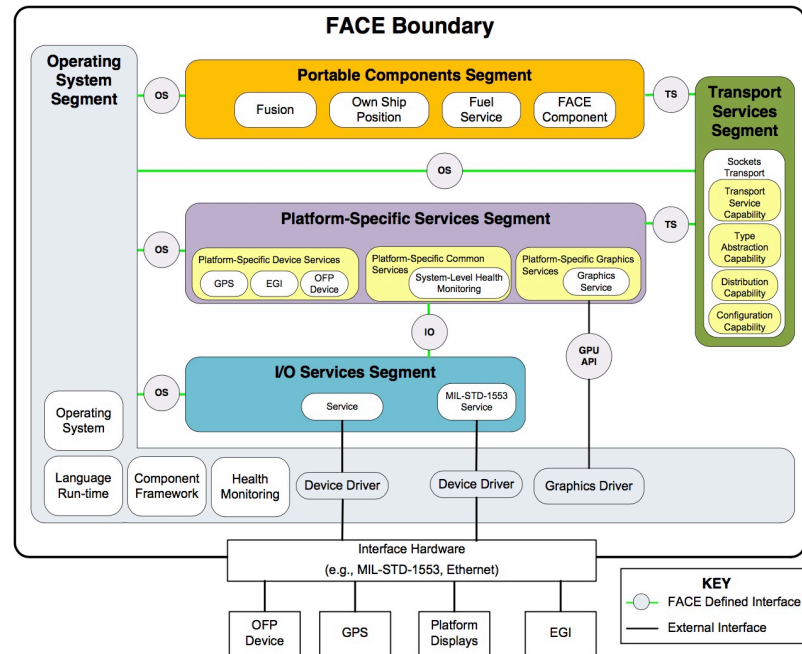 FACE Boundary
Operating
System
Segment
OS
Portable Components Segment
Fusion
Own Ship
Position
Fuel
Service
FACE
Component
TS
Transport
Services
Segment
Sockets
Transport
Transport
Service
Capability
Type
Abstraction
Capability
Distribution
Capability
Configuration
Capability
OS
OS
Platform-Specific Services Segment
TS
Platform-Specific Device Services
GPS
EGI
OFP
Device
Platform-Specific Common
Services
System-Level Health
Monitoring
Platform-Specific Graphics
Services
Graphics
Service
IO
GPU
API
OS
I/O Services Segment
Service
MIL-STD-1553
Service
Operating
System
Language
Run-time
Component
Framework
Health
Monitoring
Device Driver
Device Driver
Graphics Driver
Interface Hardware
(e.g., MIL-STD-1553, Ethernet)
OFP
Device
GPS
Platform
Displays
EGI
KEY
FACE Defined Interface
External Interface